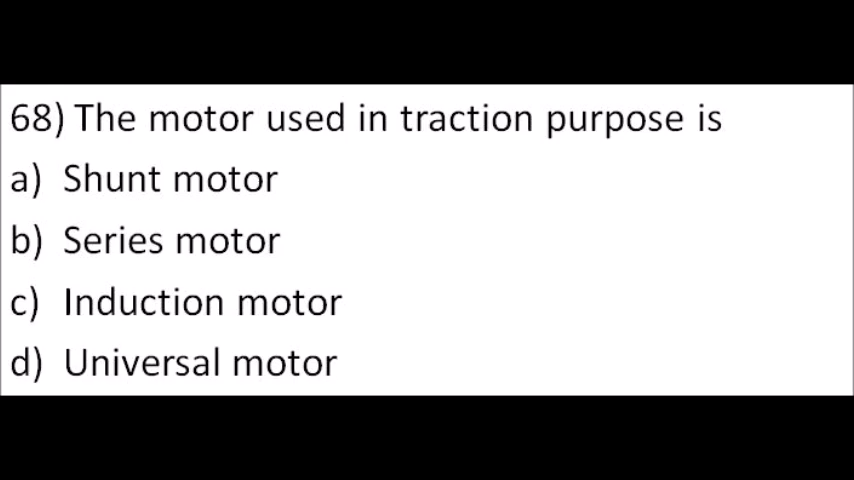 68) The motor used in traction purpose is
a) Shunt motor
b) Series motor
c) Induction motor
d) Universal motor